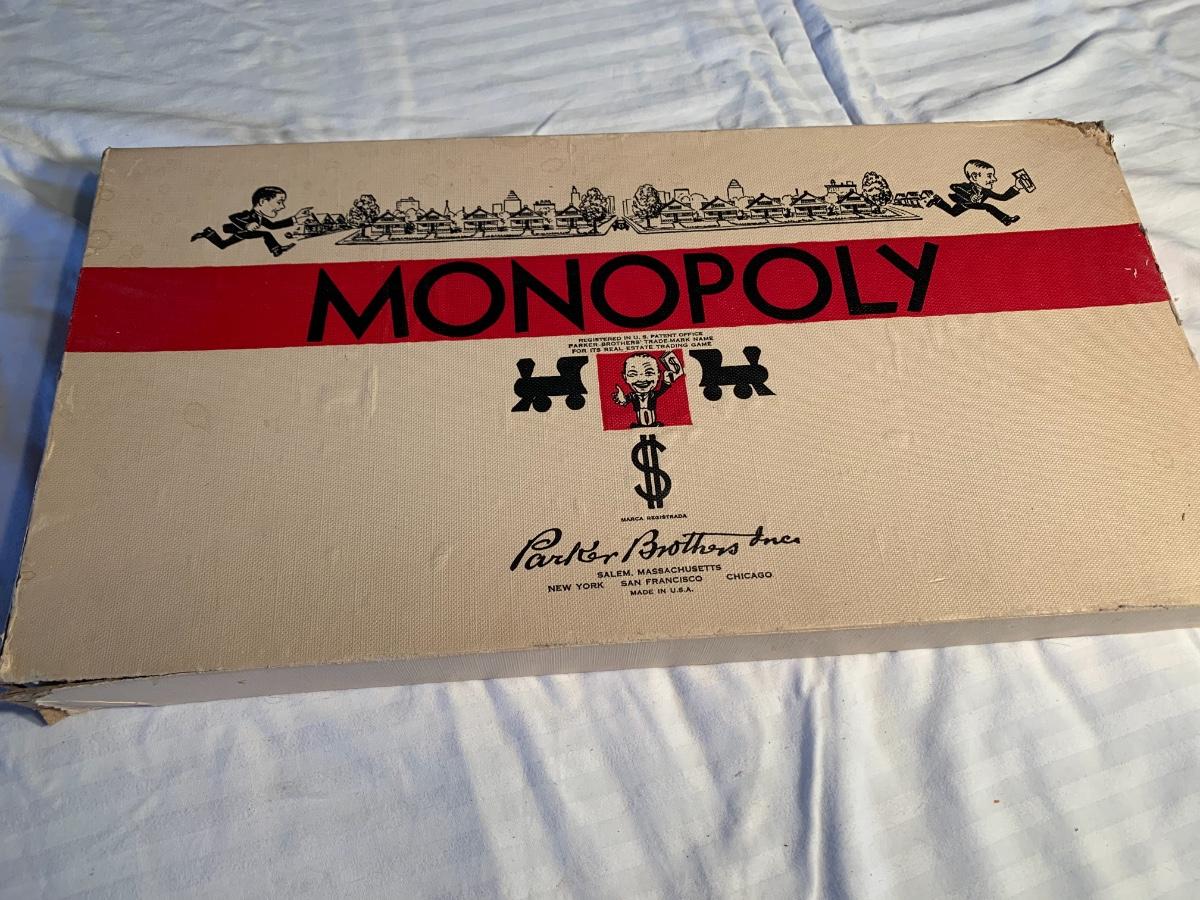 MONOPOLY
REGISTERED IN U. S. PATENT OFFICE
PARKER BROTHERS' TRADE-MARK NAME
FOR ITS REAL ESTATE TRADING GAME
$
$
MARCA REGISTRADA
Parker Brothers Inc.
SALEM, MASSACHUSETTS
NEW YORK SAN FRANCISCO CHICAGO
MADE IN U.S.A.